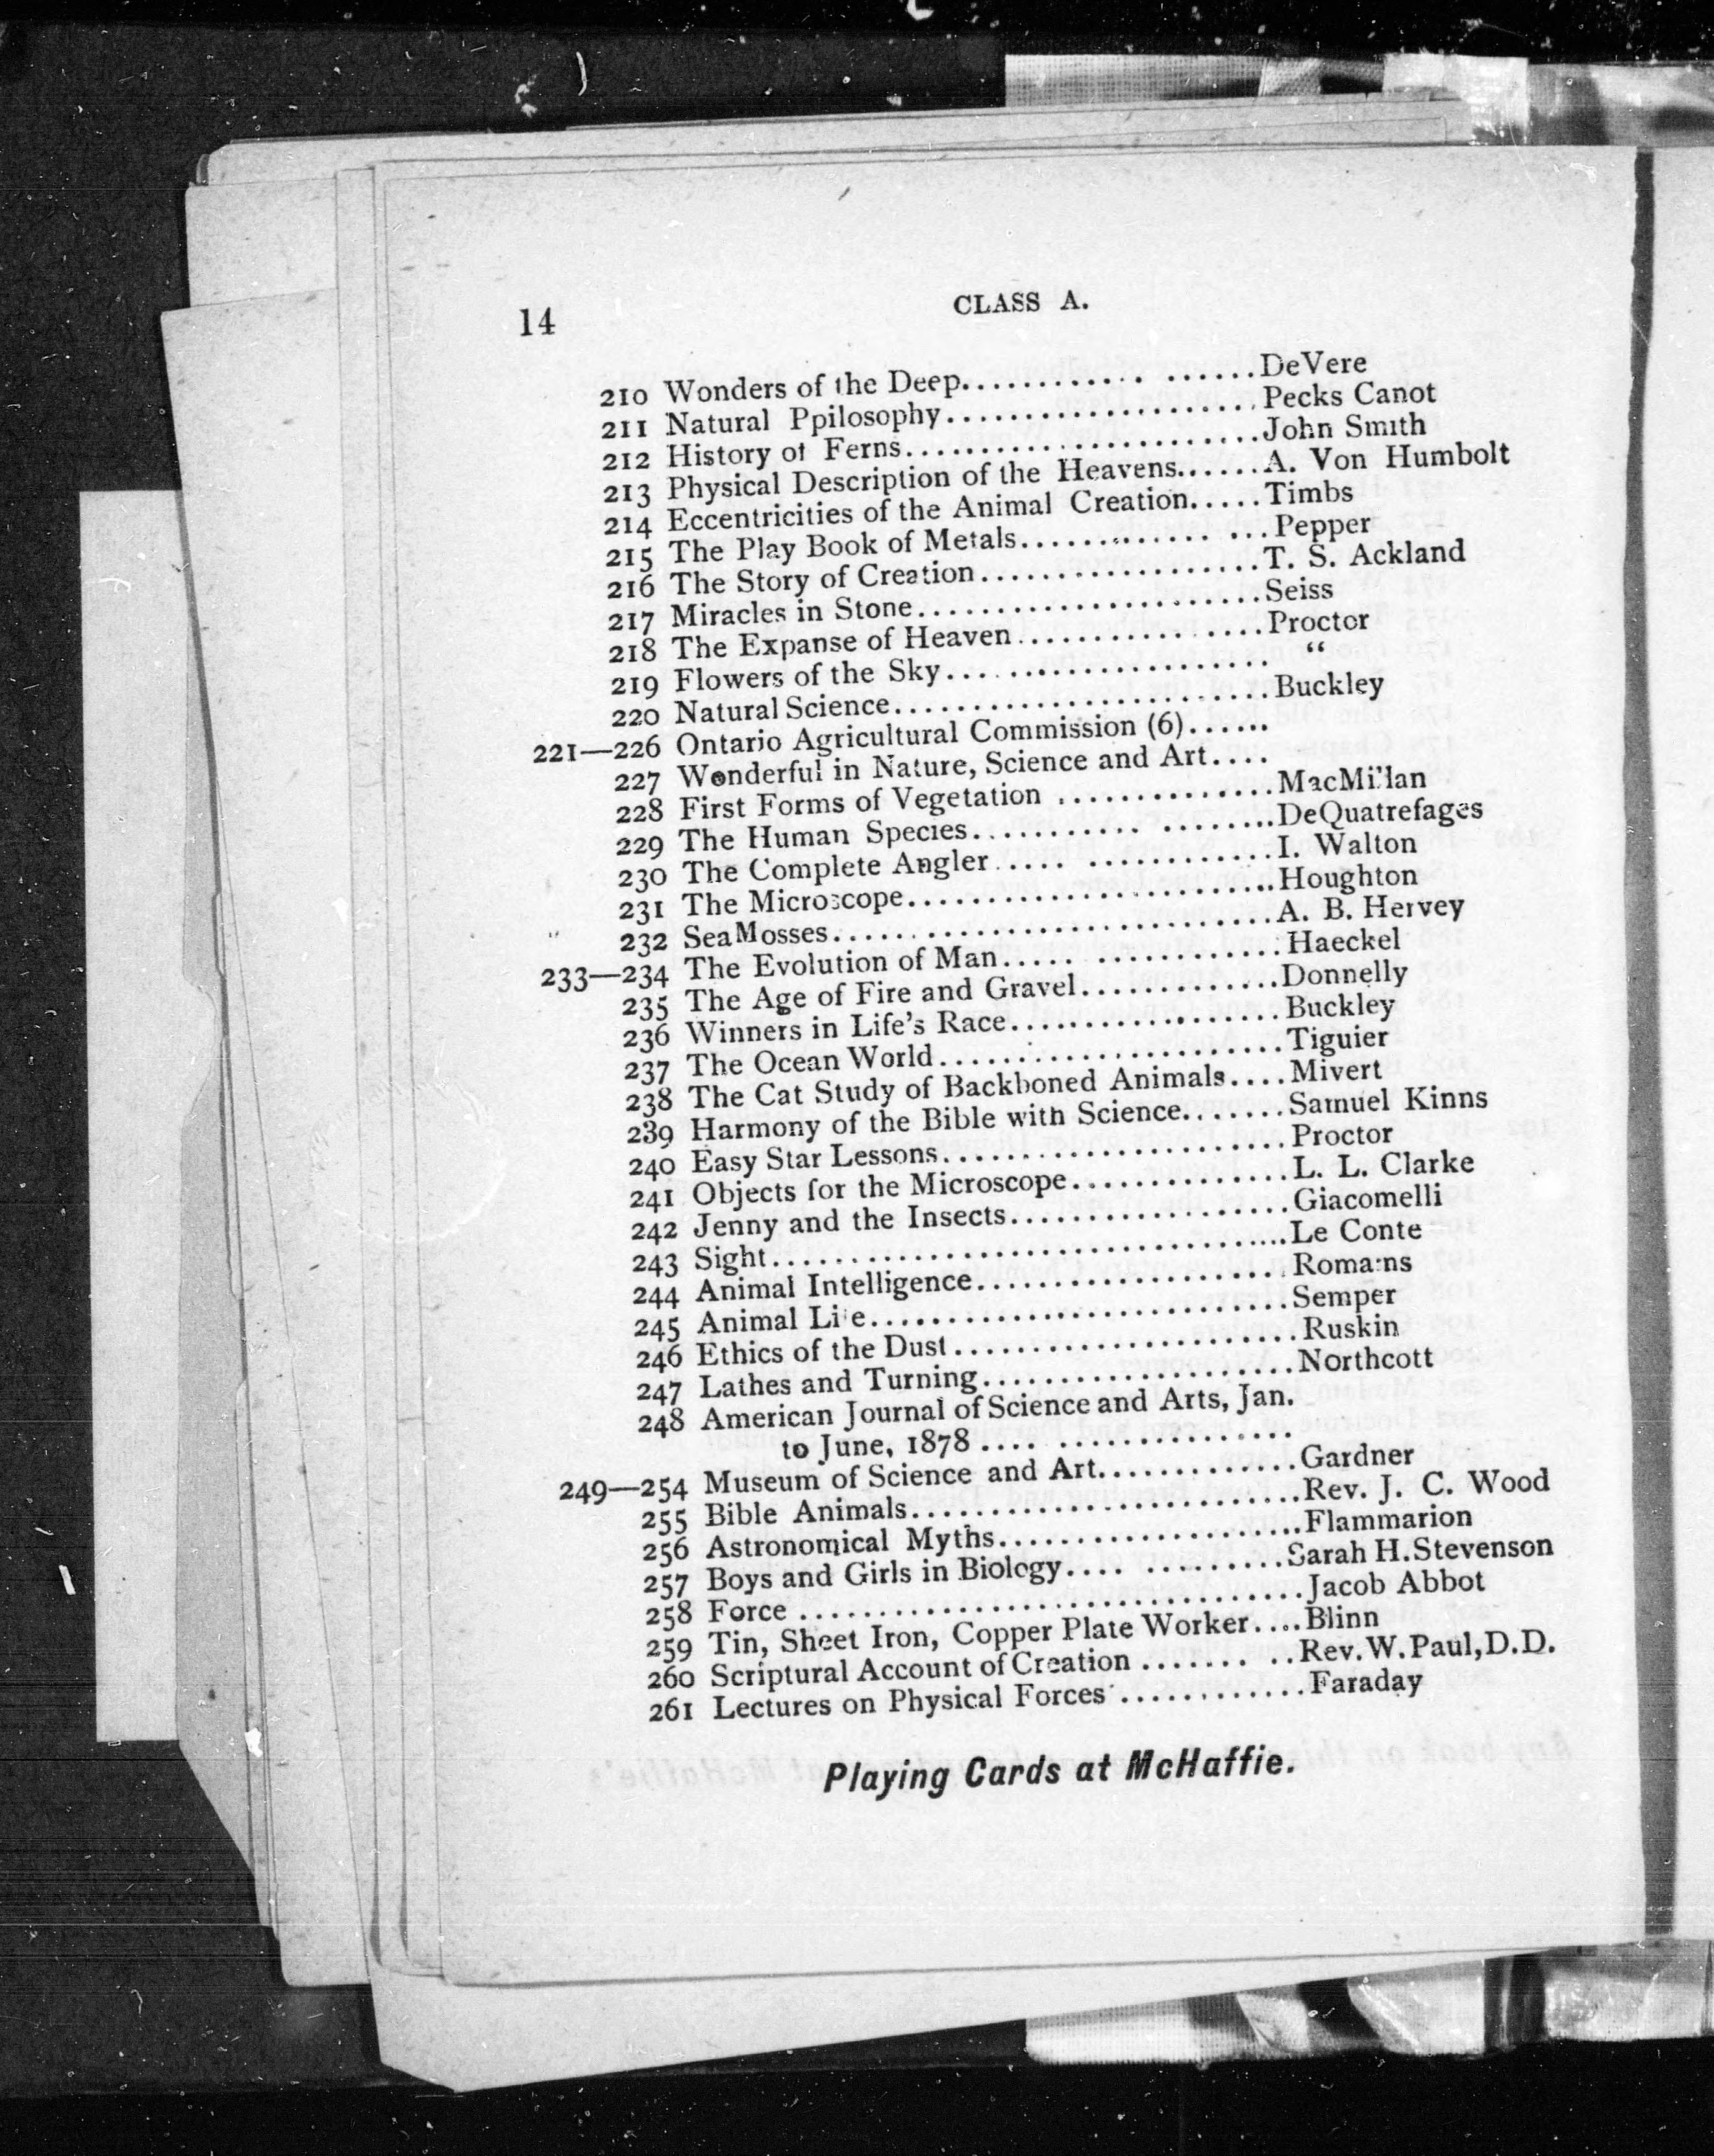 14
CLASS A.
210 Wonders of the Deep.................DeVere
211 Natural Ppilosophy....................Pecks Canot
212 History of Ferns.......................John Smith
213 Physical Description of the Heavens......A. Von Humbolt
214 Eccentricities of the Animal Creation.....Timbs
215 The Play Book of Metals................Pepper
216 The Story of Creation..................T. S. Ackland
217 Miracles in Stone......................Seiss
218 The Expanse of Heaven................Proctor
219 Flowers of the Sky..................... “
220 Natural Science........................Buckley
221—226 Ontario Agricultural Commission (6)......
227 Wonderful in Nature, Science and Art....
228 First Forms of Vegetation ..............MacMillan
229 The Human Species...................DeQuatrefages
230 The Complete Angler.................I. Walton
231 The Microscope........................Houghton
232 Sea Mosses............................A. B. Hervey
233—234 The Evolution of Man.................Haeckel
235 The Age of Fire and Gravel.............Donnelly
236 Winners in Life's Race..................Buckley
237 The Ocean World......................Tiguier
238 The Cat Study of Backboned Animals....Mivert
239 Harmony of the Bible with Science.......Samuel Kinns
240 Easy Star Lessons......................Proctor
241 Objects for the Microscope..............L. L. Clarke
242 Jenny and the Insects..................Giacomelli
243 Sight.................................Le Conte
244 Animal Intelligence....................Romains
245 Animal Life...........................Semper
246 Ethics of the Dust......................Ruskin
247 Lathes and Turning....................Northcott
248 American Journal of Science and Arts, Jan.
to June, 1878 ...................
249—254 Museum of Science and Art.............Gardner
255 Bible Animals.........................Rev. J. C. Wood
256 Astronomical Myths....................Flammarion
257 Boys and Girls in Biology.............Sarah H. Stevenson
258 Force ................................Jacob Abbot
259 Tin, Sheet Iron, Copper Plate Worker....Blinn
260 Scriptural Account of Creation .........Rev. W. Paul, D.D.
261 Lectures on Physical Forces ............Faraday
Playing Cards at McHaffie.